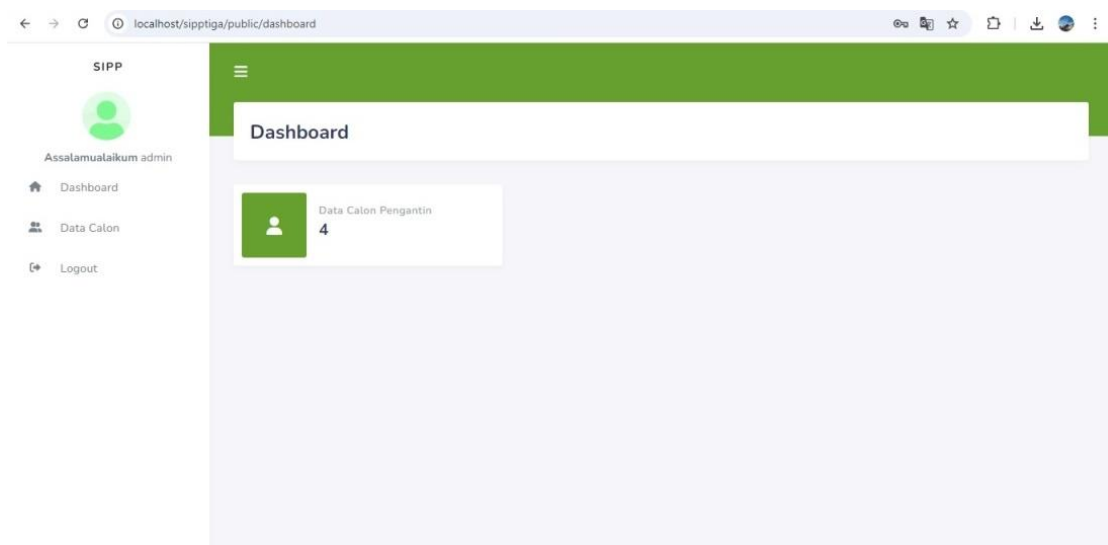 localhost/sipptiga/public/dashboard
SIPP
Assalamualaikum admin
Dashboard
Data Calon
Logout
Dashboard
Data Calon Pengantin
4